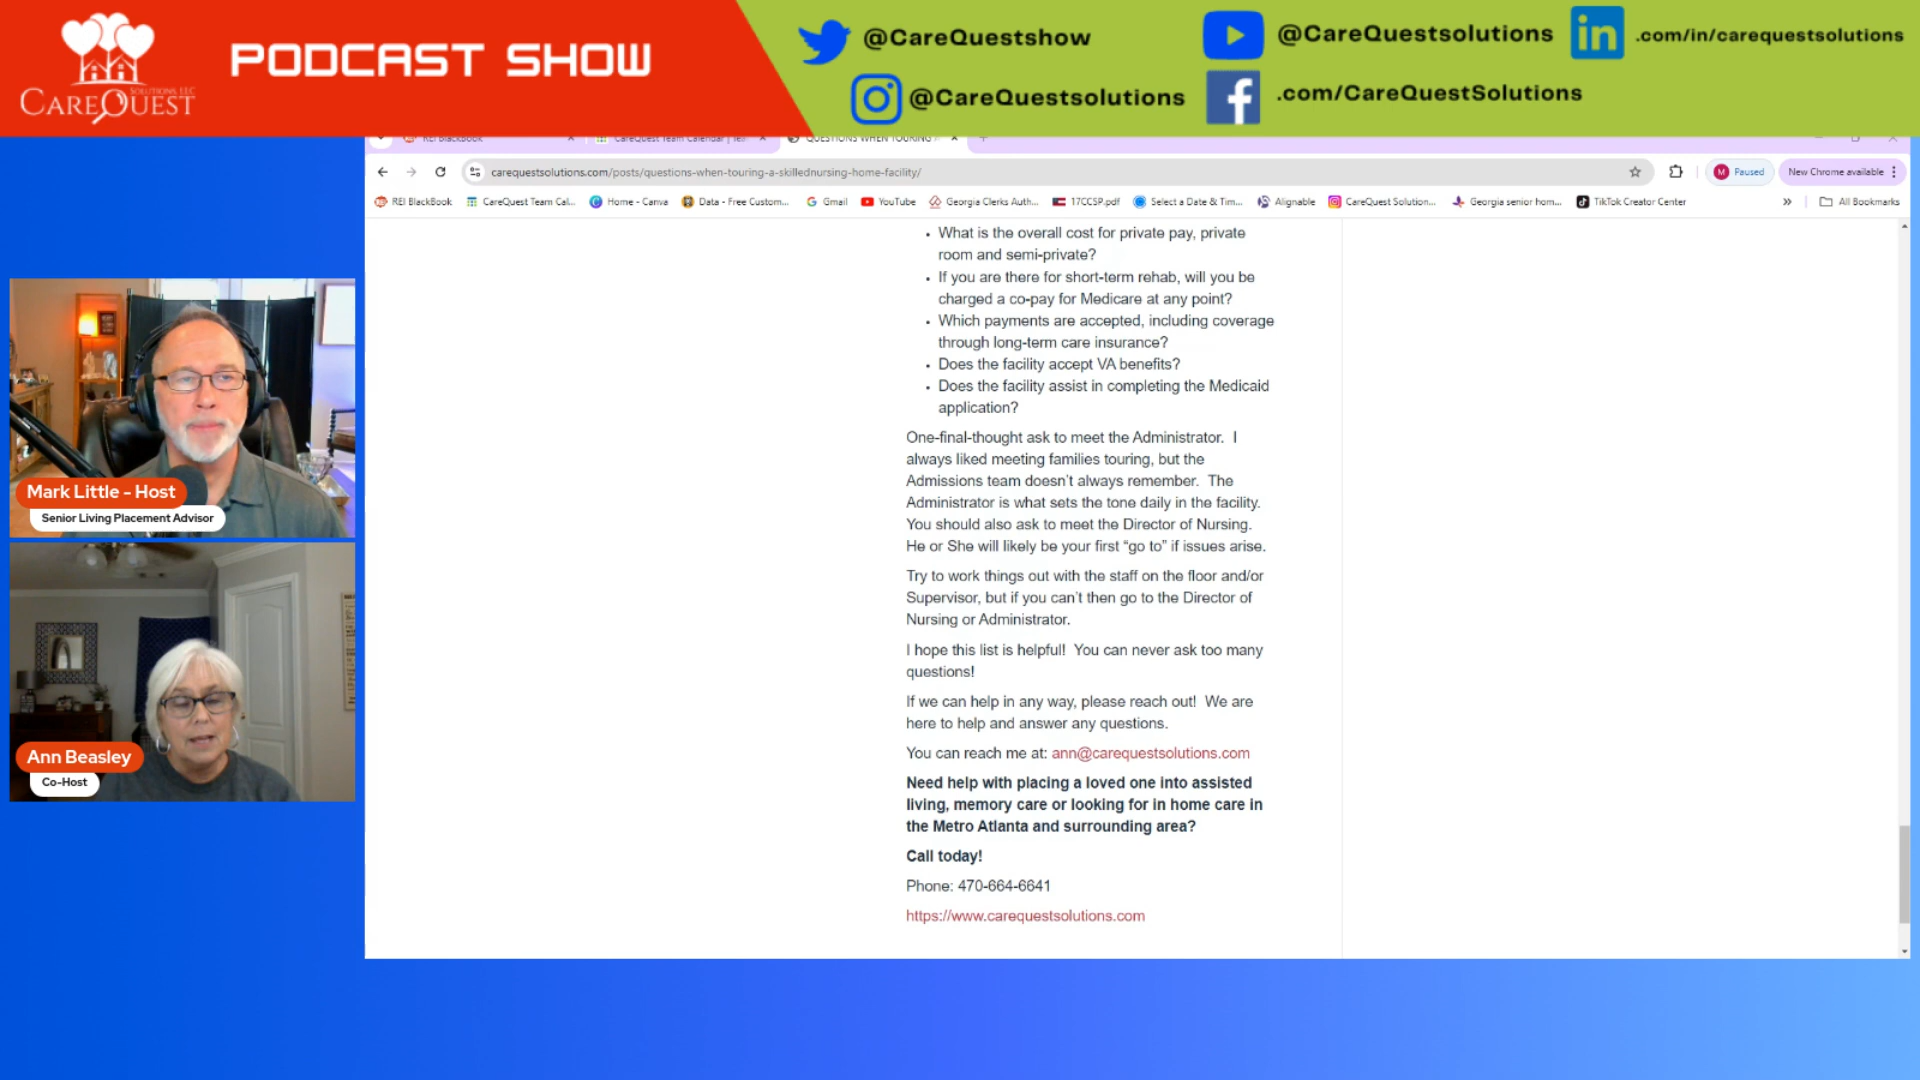 SOLUTIONS, LLC
CAREQUEST
PODCAST SHOW
@CareQuestshow
@CareQuestsolutions
.com/in/carequestsolutions
@CareQuestsolutions
.com/CareQuestSolutions
REI BlackBook
CareQuest Team Calendar | Tea
QUESTIONS WHEN TOURING A
carequestsolutions.com/posts/questions-when-touring-a-skillednursing-home-facility/
M Paused
New Chrome available
REI BlackBook
CareQuest Team Cal...
Home - Canva
Data - Free Custom...
Gmail
YouTube
Georgia Clerks Auth...
17CCSP.pdf
Select a Date & Tim...
Alignable
CareQuest Solution...
Georgia senior hom...
TikTok Creator Center
»
All Bookmarks
• What is the overall cost for private pay, private
room and semi-private?
• If you are there for short-term rehab, will you be
charged a co-pay for Medicare at any point?
• Which payments are accepted, including coverage
through long-term care insurance?
• Does the facility accept VA benefits?
• Does the facility assist in completing the Medicaid
application?
One-final-thought ask to meet the Administrator. I
always liked meeting families touring, but the
Admissions team doesn't always remember. The
Administrator is what sets the tone daily in the facility.
You should also ask to meet the Director of Nursing.
He or She will likely be your first “go to” if issues arise.
Try to work things out with the staff on the floor and/or
Supervisor, but if you can't then go to the Director of
Nursing or Administrator.
I hope this list is helpful! You can never ask too many
questions!
If we can help in any way, please reach out! We are
here to help and answer any questions.
You can reach me at: ann@carequestsolutions.com
Need help with placing a loved one into assisted
living, memory care or looking for in home care in
the Metro Atlanta and surrounding area?
Call today!
Phone: 470-664-6641
https://www.carequestsolutions.com
Mark Little - Host
Senior Living Placement Advisor
Ann Beasley
Co-Host